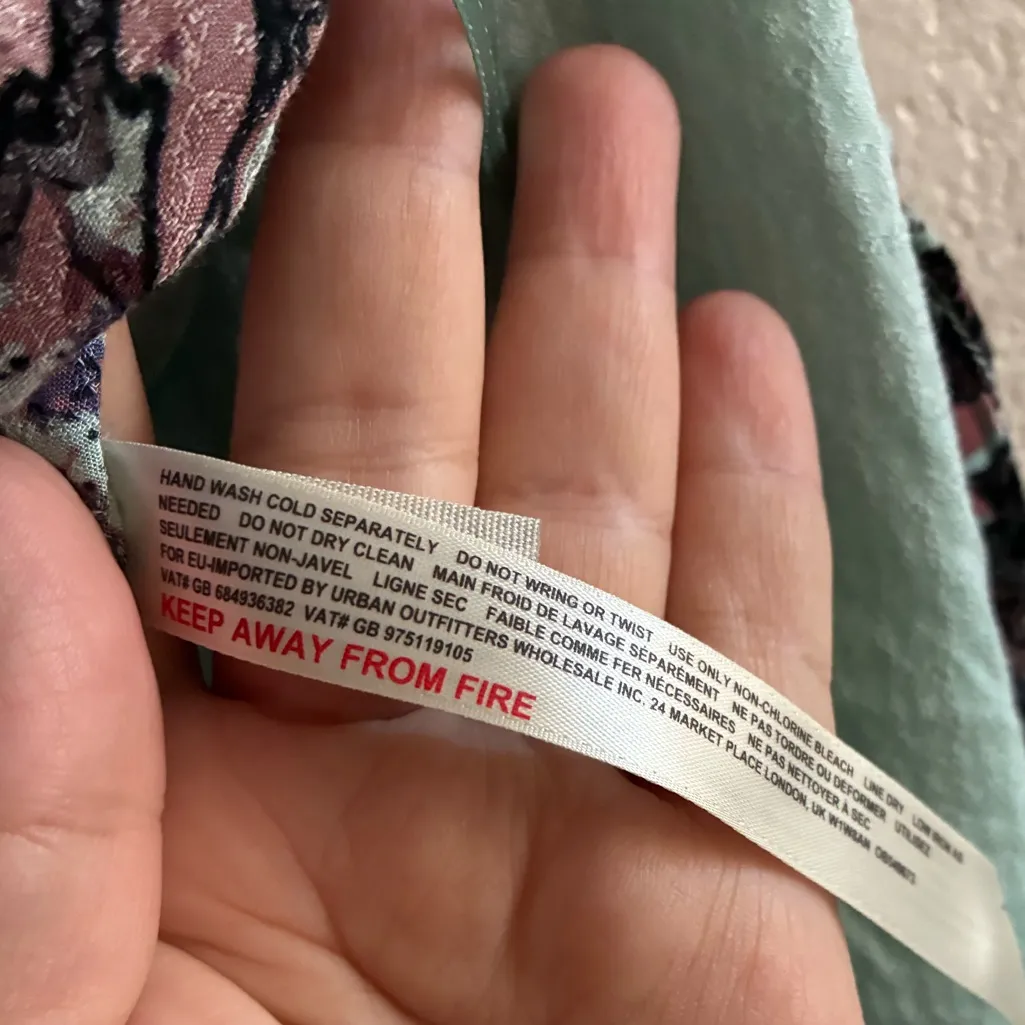 HAND WASH COLD SEPARATELY DO NOT WRING OR TWIST USE ONLY NON-CHLORINE BLEACH LINE DRY LOW IRON AS
NEEDED DO NOT DRY CLEAN MAIN FROID DE LAVAGE SÉPARÉMENT NE PAS TORDRE OU DÉFORMER UTILISEZ
SEULEMENT NON-JAVEL LIGNE SEC FAIBLE COMME FER NÉCESSAIRES NE PAS NETTOYER À SEC
FOR EU-IMPORTED BY URBAN OUTFITTERS WHOLESALE INC. 24 MARKET PLACE LONDON, UK W1W8AN
VAT# GB 684936382 VAT# GB 975119105
KEEP AWAY FROM FIRE